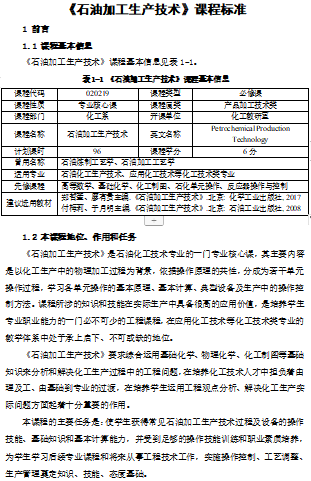 《石油加工生产技术》课程标准
1 前言
1.1 课程基本信息
《石油加工生产技术》课程基本信息见表 1-1。
表 1-1 《石油加工生产技术》课程基本信息
课程代码 020219 课程类型 必修课
课程性质 专业核心课 课程属类 产品加工技术类
课程部门 化工系 开课单位 化工教研室
课程名称 石油加工生产技术 英文名称 Petrochemical Production Technology
计划课时 96 课程学分 6 分
曾用名称 石油炼制工艺学、石油加工工艺学
适用专业 石油化工技术、应用化工技术等化工技术类专业
先修课程 高等数学、基础化学、化工制图、石化单元操作、反应器操作与控制
建议选用教材 郑哲奎、廖有贵主编.《石油加工生产技术》.北京:化学工业出版社,2017
付梅莉、于月明主编.《石油加工生产技术》.北京:石油工业出版社,2008
1.2 本课程地位、作用和任务
《石油加工生产技术》是石油化工技术专业的一门专业核心课，其主要内容
是以化工生产中的物理加工过程为背景，依据操作原理的共性，分成为若干单元
操作过程，学习各单元操作的基本原理、基本计算、典型设备及生产中的操作控
制方法。课程所涉的知识和技能在实际生产中具备很高的应用价值，是培养学生
专业职业能力的一门必不可少的工程课程，在应用化工技术等化工技术类专业的
教学体系中处于承上启下、不可或缺的地位。
《石油加工生产技术》要求综合运用基础化学、物理化学、化工制图等基础
知识来分析和解决化工生产过程中的工程问题，在培养化工技术人才中担负着由
理及工、由基础到专业的过渡，在培养学生运用工程观点分析、解决化工生产实
际问题方面起着十分重要的作用。
本课程的主要任务是：使学生获得常见石油加工生产技术过程及设备的操作
技能、基础知识和基本计算能力，并受到足够的操作技能训练和职业素质培养，
为学生学习后续专业课程和将来从事工程技术工作，实施操作控制、工艺调整、
生产管理奠定知识、技能、态度基础。